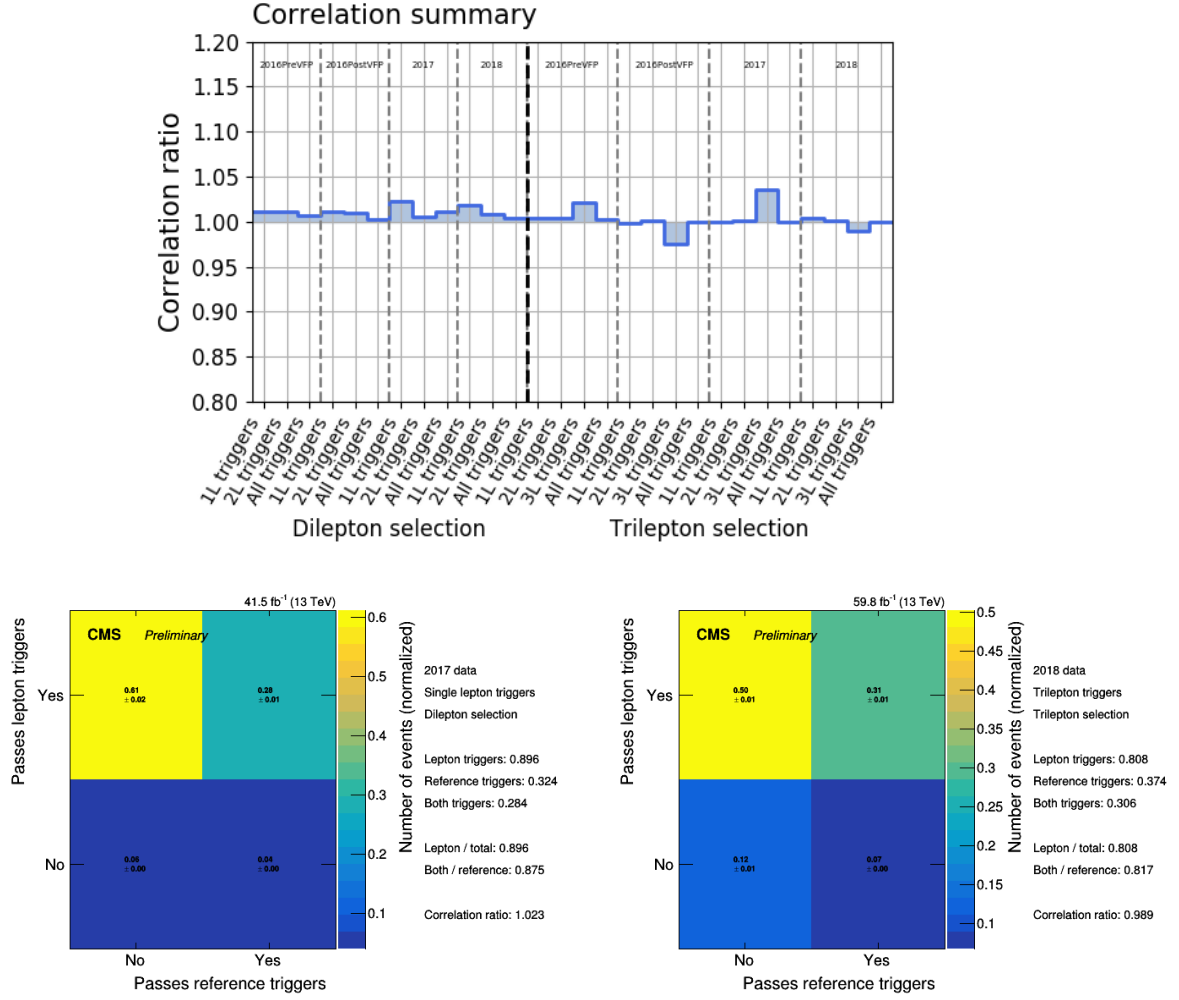 Correlation summary
Correlation ratio
1.20
1.15
1.10
1.05
1.00
0.95
0.90
0.85
0.80
2016PreVFP 2016PostVFP 2017 2018 2016PreVFP 2016PostVFP 2017 2018
1L triggers
2L triggers
All triggers
1L triggers
2L triggers
All triggers
1L triggers
2L triggers
All triggers
1L triggers
2L triggers
All triggers
1L triggers
2L triggers
3L triggers
All triggers
1L triggers
2L triggers
3L triggers
All triggers
1L triggers
2L triggers
3L triggers
All triggers
1L triggers
2L triggers
3L triggers
All triggers
Dilepton selection Trilepton selection
41.5 fb⁻¹ (13 TeV)
CMS Preliminary
Passes lepton triggers
Yes
No
0.61
± 0.02
0.28
± 0.01
0.06
± 0.00
0.04
± 0.00
No Yes
Passes reference triggers
0.6
0.5
0.4
0.3
0.2
0.1
Number of events (normalized)
2017 data
Single lepton triggers
Dilepton selection
Lepton triggers: 0.896
Reference triggers: 0.324
Both triggers: 0.284
Lepton / total: 0.896
Both / reference: 0.875
Correlation ratio: 1.023
59.8 fb⁻¹ (13 TeV)
CMS Preliminary
Passes lepton triggers
Yes
No
0.50
± 0.01
0.31
± 0.01
0.12
± 0.01
0.07
± 0.00
No Yes
Passes reference triggers
0.5
0.45
0.4
0.35
0.3
0.25
0.2
0.15
0.1
Number of events (normalized)
2018 data
Trilepton triggers
Trilepton selection
Lepton triggers: 0.808
Reference triggers: 0.374
Both triggers: 0.306
Lepton / total: 0.808
Both / reference: 0.817
Correlation ratio: 0.989